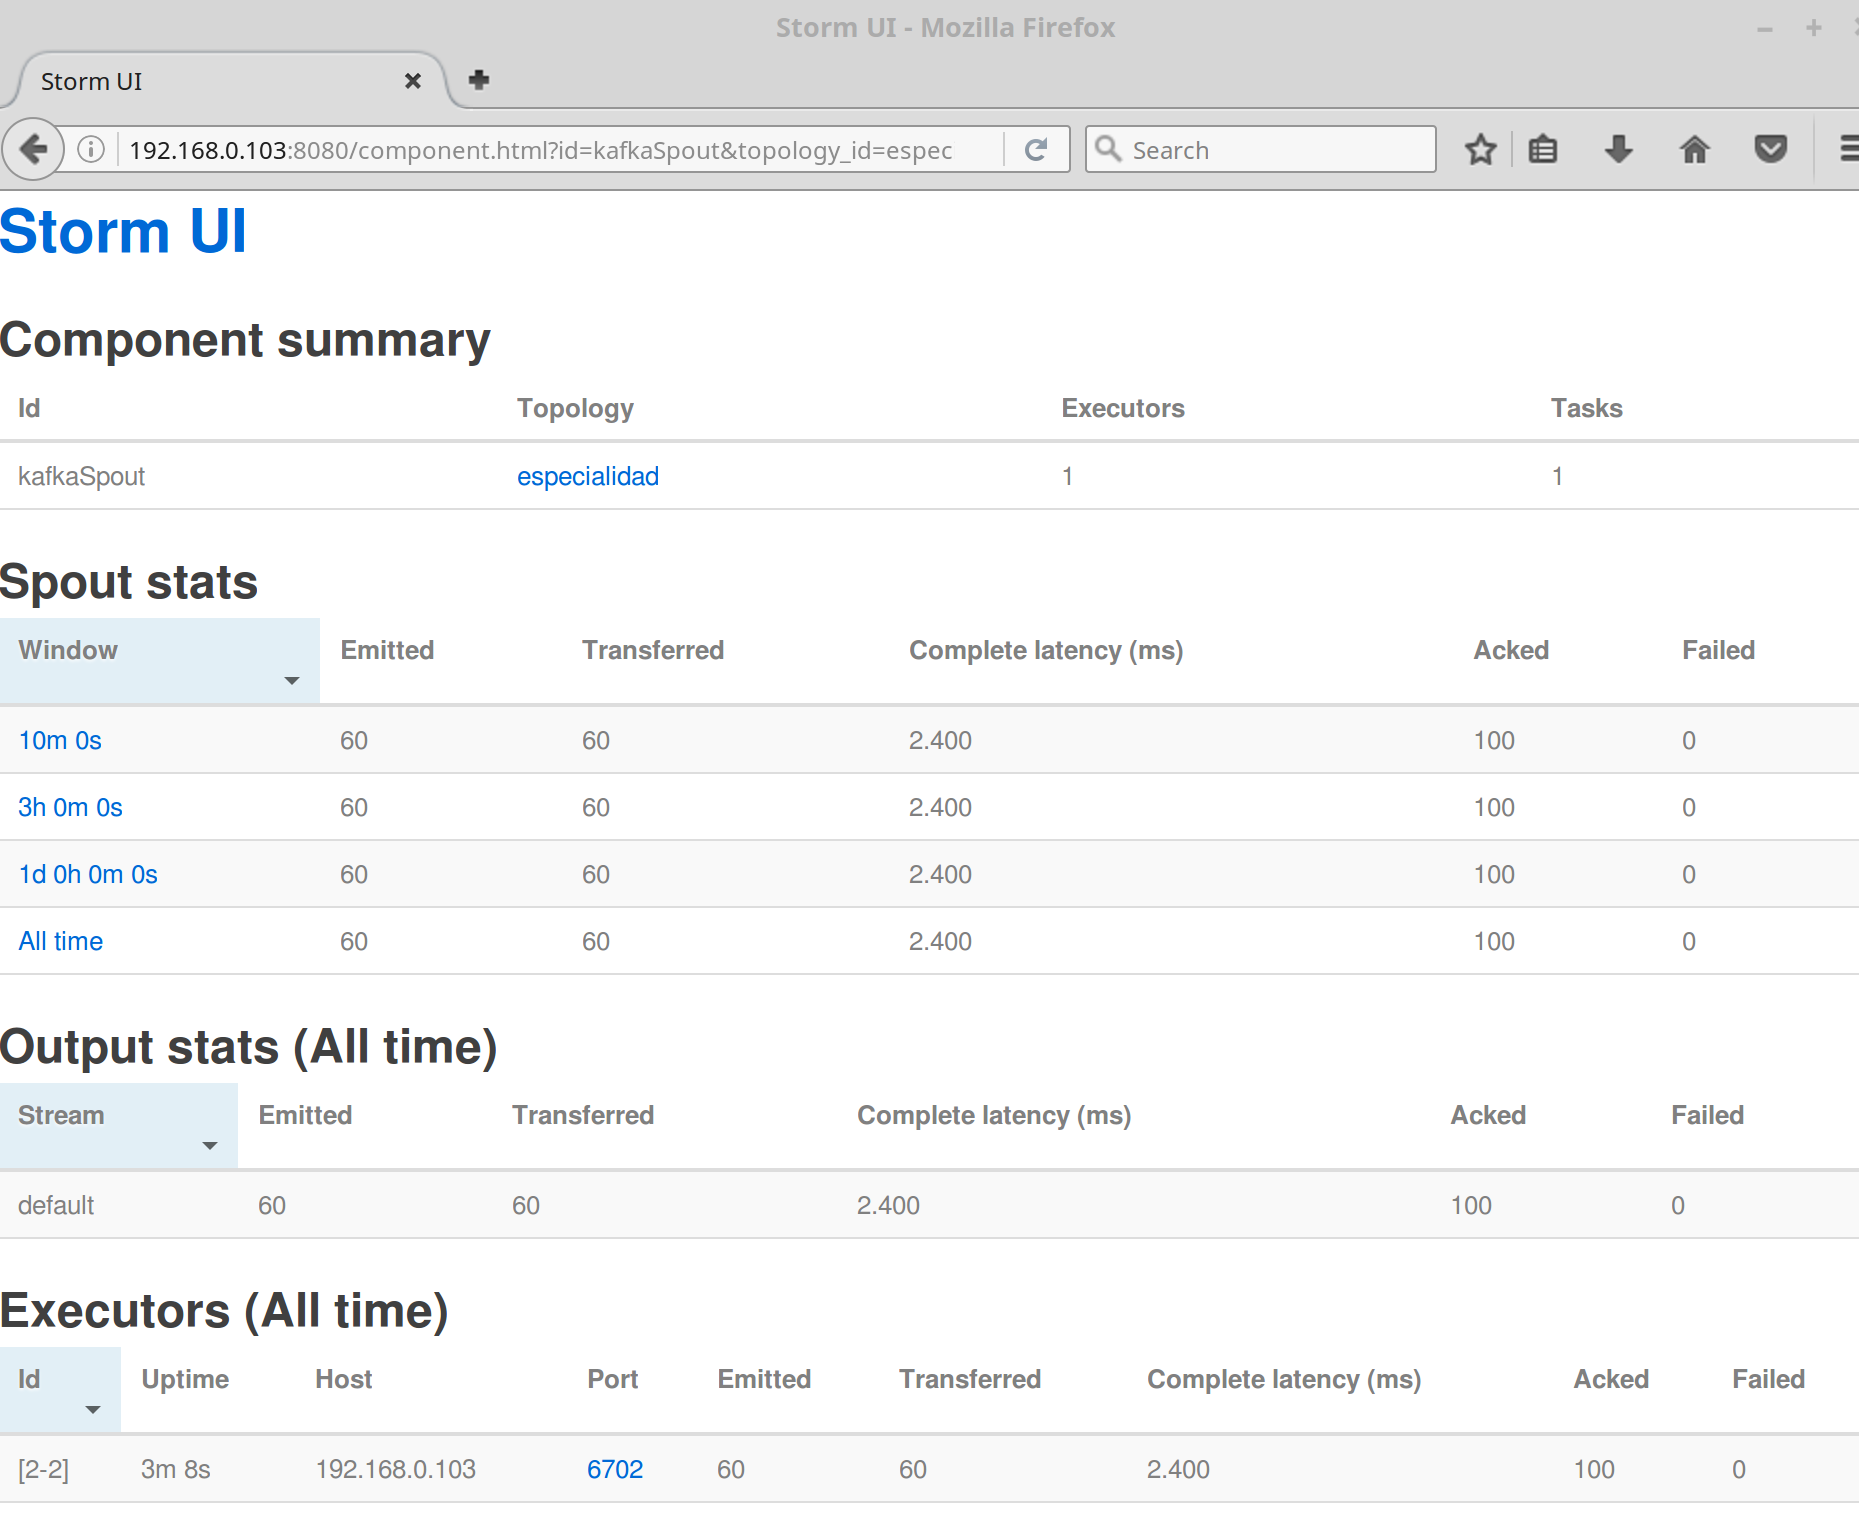 Storm UI - Mozilla Firefox
Storm UI
192.168.0.103:8080/component.html?id=kafkaSpout&topology_id=espec
Search
Storm UI
Component summary
Id Topology Executors Tasks
kafkaSpout especialidad 1 1
Spout stats
Window Emitted Transferred Complete latency (ms) Acked Failed
10m 0s 60 60 2.400 100 0
3h 0m 0s 60 60 2.400 100 0
1d 0h 0m 0s 60 60 2.400 100 0
All time 60 60 2.400 100 0
Output stats (All time)
Stream Emitted Transferred Complete latency (ms) Acked Failed
default 60 60 2.400 100 0
Executors (All time)
Id Uptime Host Port Emitted Transferred Complete latency (ms) Acked Failed
[2-2] 3m 8s 192.168.0.103 6702 60 60 2.400 100 0